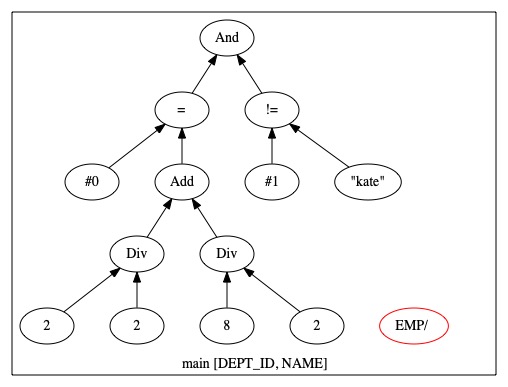 And
= !=
#0 Add #1 "kate"
Div Div
2 2 8 2 EMP/
main [DEPT_ID, NAME]